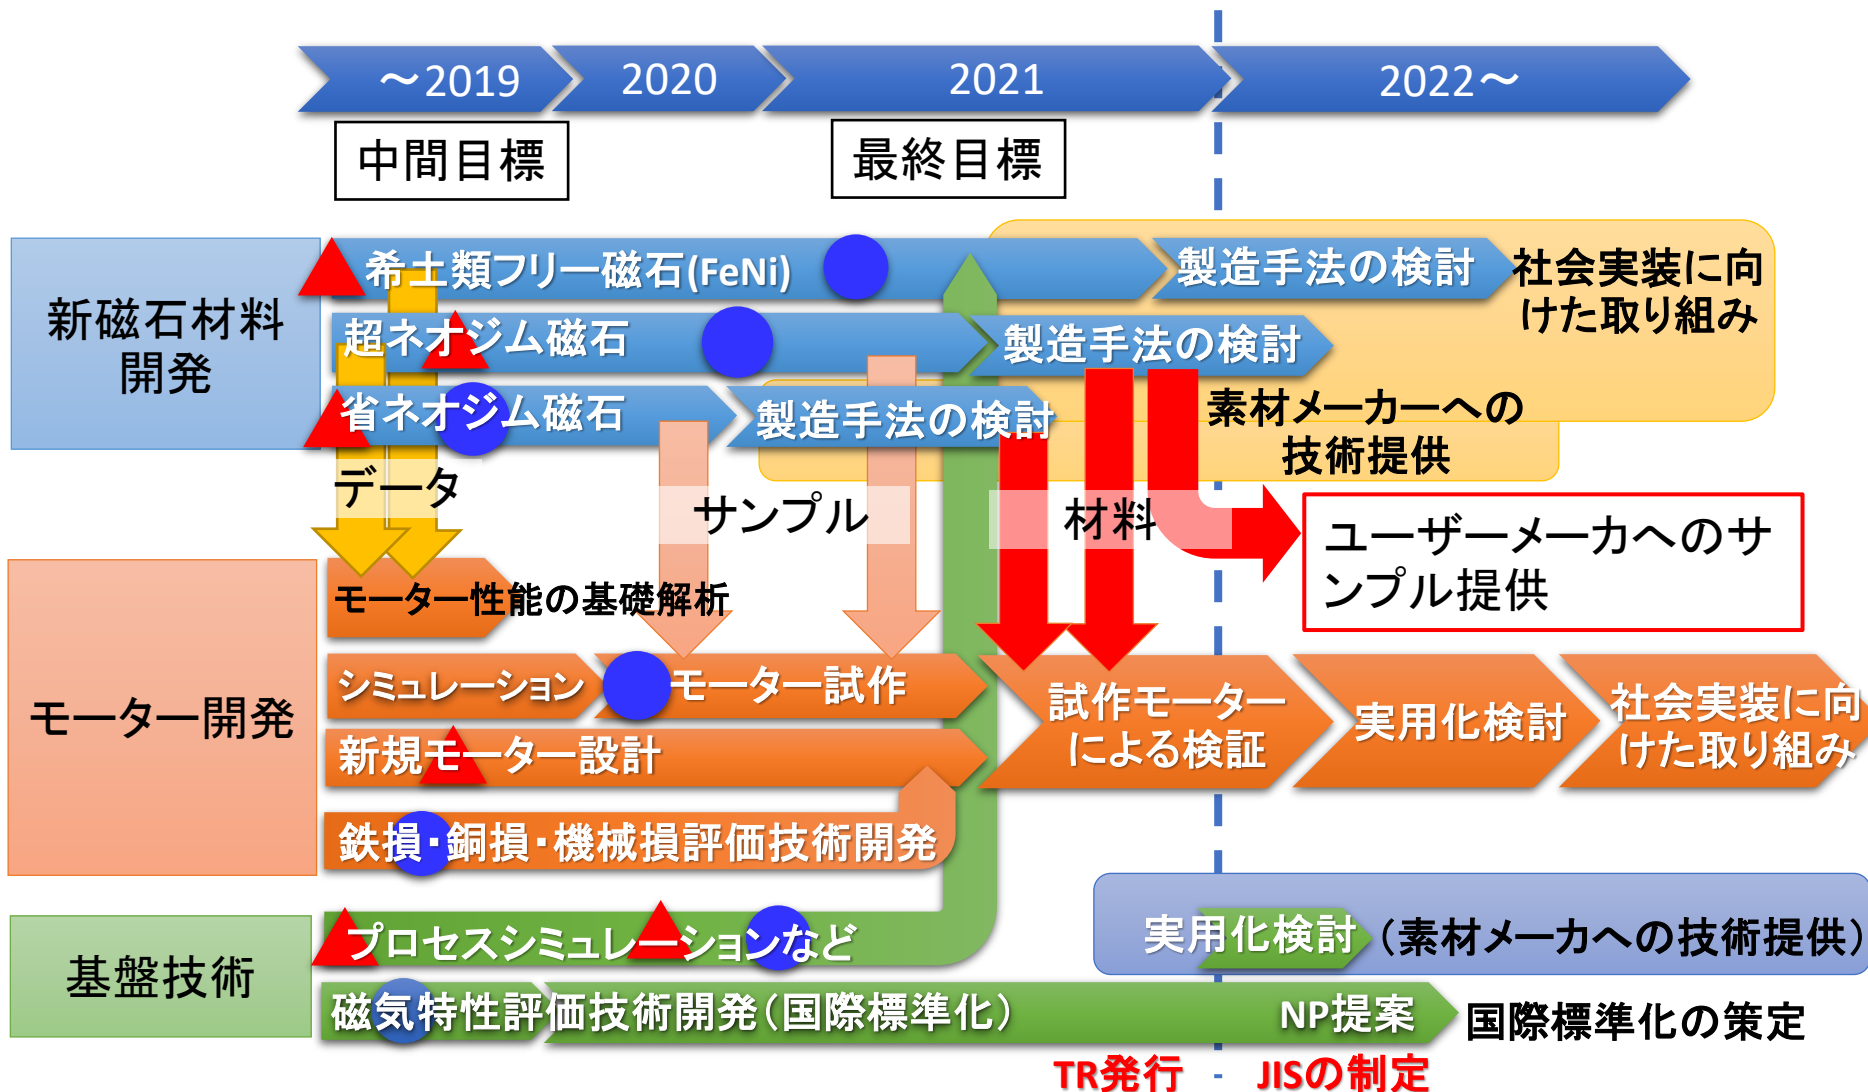 ～2019
2020
2021
2022～
中間目標
最終目標
新磁石材料
開発
希土類フリー磁石(FeNi)
製造手法の検討
社会実装に向
けた取り組み
超ネオジム磁石
製造手法の検討
省ネオジム磁石
製造手法の検討
素材メーカーへの
技術提供
データ
サンプル
材料
ユーザーメーカへのサ
ンプル提供
モーター開発
モーター性能の基礎解析
シミュレーション
モーター試作
新規モーター設計
鉄損・銅損・機械損評価技術開発
試作モーター
による検証
実用化検討
社会実装に向
けた取り組み
基盤技術
プロセスシミュレーションなど
実用化検討（素材メーカへの技術提供）
磁気特性評価技術開発（国際標準化）
NP提案
国際標準化の策定
TR発行
JISの制定